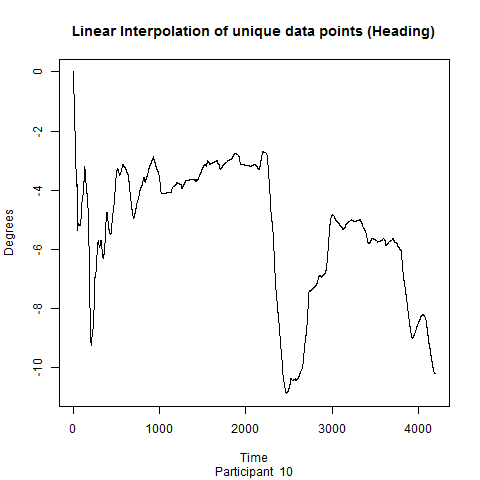 Linear Interpolation of unique data points (Heading)
0
-2
-4
-6
-8
-10
Degrees
0 1000 2000 3000 4000
Time
Participant 10